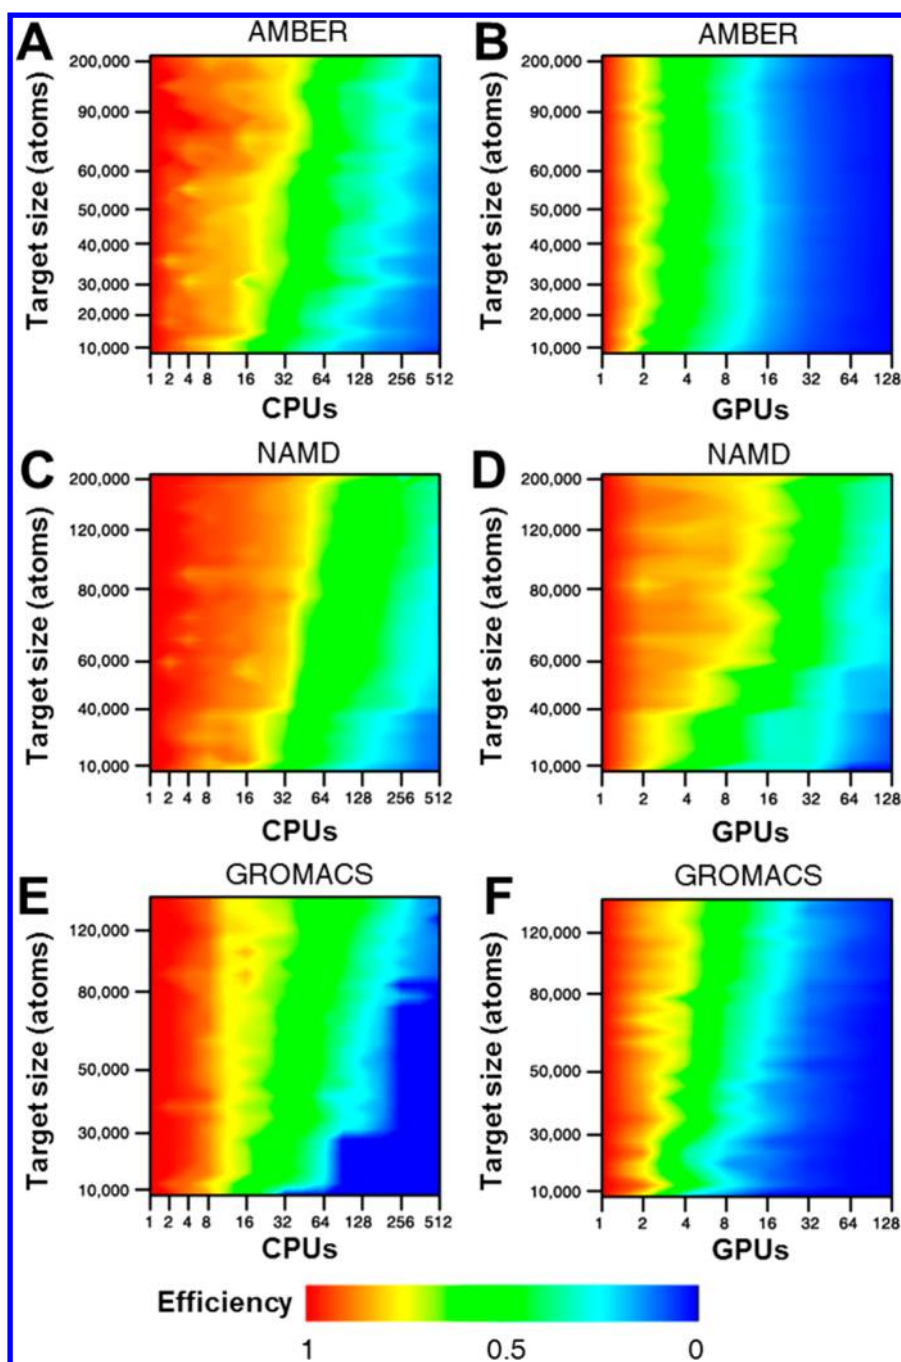 A AMBER
Target size (atoms)
200,000
90,000
60,000
50,000
40,000
30,000
20,000
10,000
1 2 4 8 16 32 64 128 256 512
CPUs
B AMBER
Target size (atoms)
200,000
90,000
60,000
50,000
40,000
30,000
20,000
10,000
1 2 4 8 16 32 64 128
GPUs
C NAMD
Target size (atoms)
200,000
120,000
80,000
60,000
40,000
10,000
1 2 4 8 16 32 64 128 256 512
CPUs
D NAMD
Target size (atoms)
200,000
120,000
80,000
60,000
40,000
10,000
1 2 4 8 16 32 64 128
GPUs
E GROMACS
Target size (atoms)
120,000
80,000
50,000
30,000
10,000
1 2 4 8 16 32 64 128 256 512
CPUs
F GROMACS
Target size (atoms)
120,000
80,000
50,000
30,000
10,000
1 2 4 8 16 32 64 128
GPUs
Efficiency
1 0.5 0